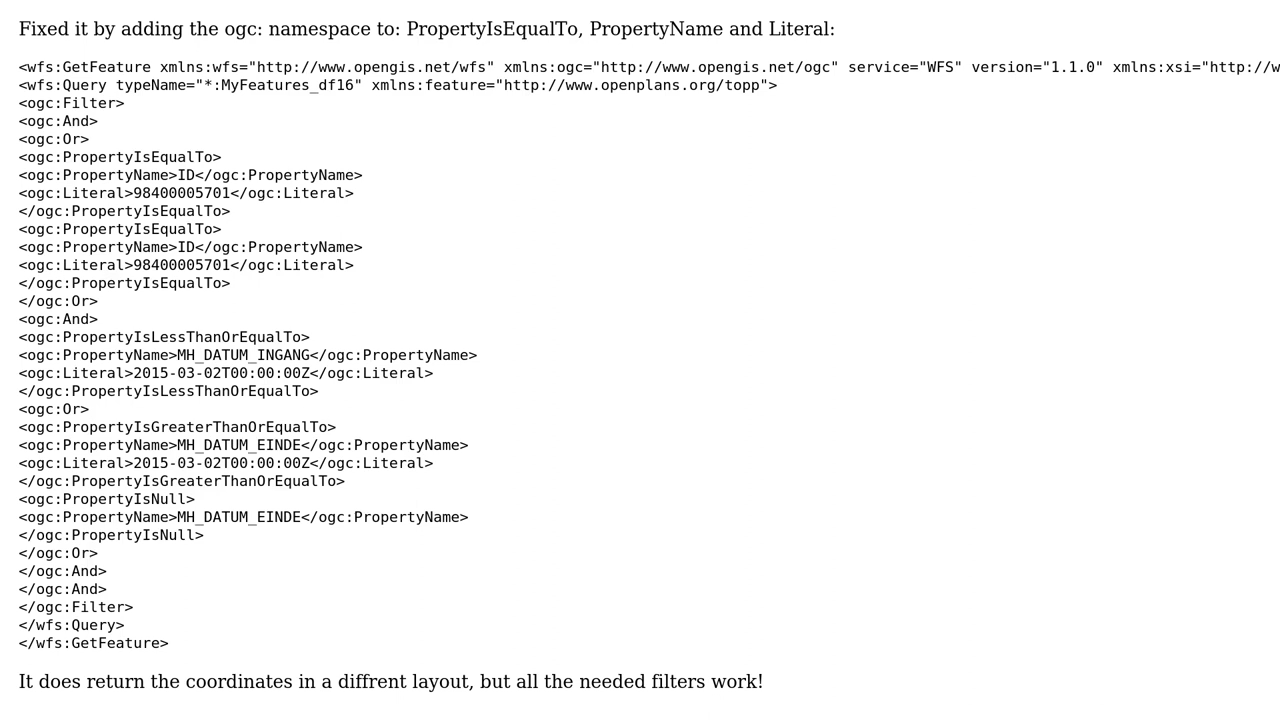 Fixed it by adding the ogc: namespace to: PropertyIsEqualTo, PropertyName and Literal:
<wfs:GetFeature xmlns:wfs="http://www.opengis.net/wfs" xmlns:ogc="http://www.opengis.net/ogc" service="WFS" version="1.1.0" xmlns:xsi="http://w
<wfs:Query typeName="*:MyFeatures_df16" xmlns:feature="http://www.openplans.org/topp">
<ogc:Filter>
<ogc:And>
<ogc:Or>
<ogc:PropertyIsEqualTo>
<ogc:PropertyName>ID</ogc:PropertyName>
<ogc:Literal>98400005701</ogc:Literal>
</ogc:PropertyIsEqualTo>
<ogc:PropertyIsEqualTo>
<ogc:PropertyName>ID</ogc:PropertyName>
<ogc:Literal>98400005701</ogc:Literal>
</ogc:PropertyIsEqualTo>
</ogc:Or>
<ogc:And>
<ogc:PropertyIsLessThanOrEqualTo>
<ogc:PropertyName>MH_DATUM_INGANG</ogc:PropertyName>
<ogc:Literal>2015-03-02T00:00:00Z</ogc:Literal>
</ogc:PropertyIsLessThanOrEqualTo>
<ogc:Or>
<ogc:PropertyIsGreaterThanOrEqualTo>
<ogc:PropertyName>MH_DATUM_EINDE</ogc:PropertyName>
<ogc:Literal>2015-03-02T00:00:00Z</ogc:Literal>
</ogc:PropertyIsGreaterThanOrEqualTo>
<ogc:PropertyIsNull>
<ogc:PropertyName>MH_DATUM_EINDE</ogc:PropertyName>
</ogc:PropertyIsNull>
</ogc:Or>
</ogc:And>
</ogc:And>
</ogc:Filter>
</wfs:Query>
</wfs:GetFeature>
It does return the coordinates in a diffrent layout, but all the needed filters work!